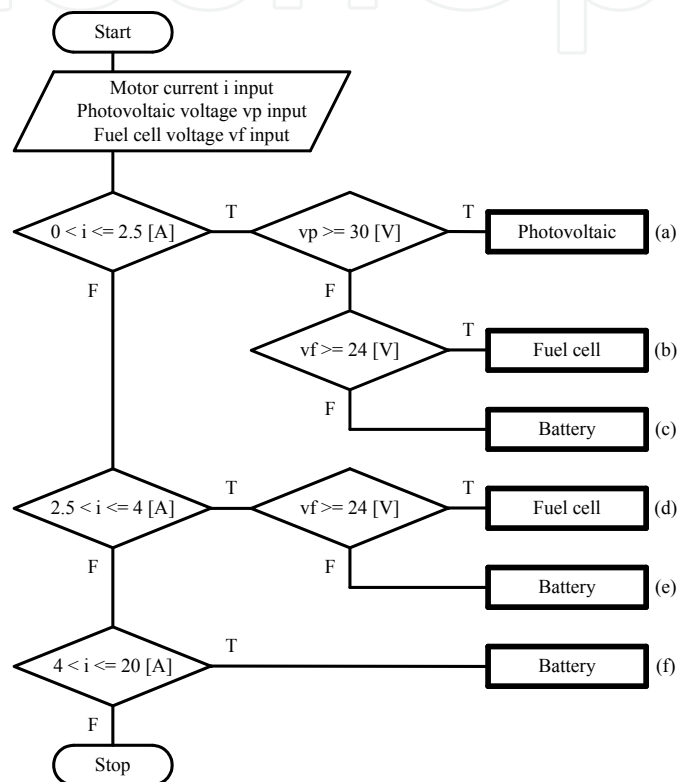 Start
Motor current i input
Photovoltaic voltage vp input
Fuel cell voltage vf input
0 < i <= 2.5 [A]
T
vp >= 30 [V]
T
Photovoltaic
(a)
F
F
vf >= 24 [V]
T
Fuel cell
(b)
F
Battery
(c)
2.5 < i <= 4 [A]
T
vf >= 24 [V]
T
Fuel cell
(d)
F
F
Battery
(e)
4 < i <= 20 [A]
T
Battery
(f)
F
Stop